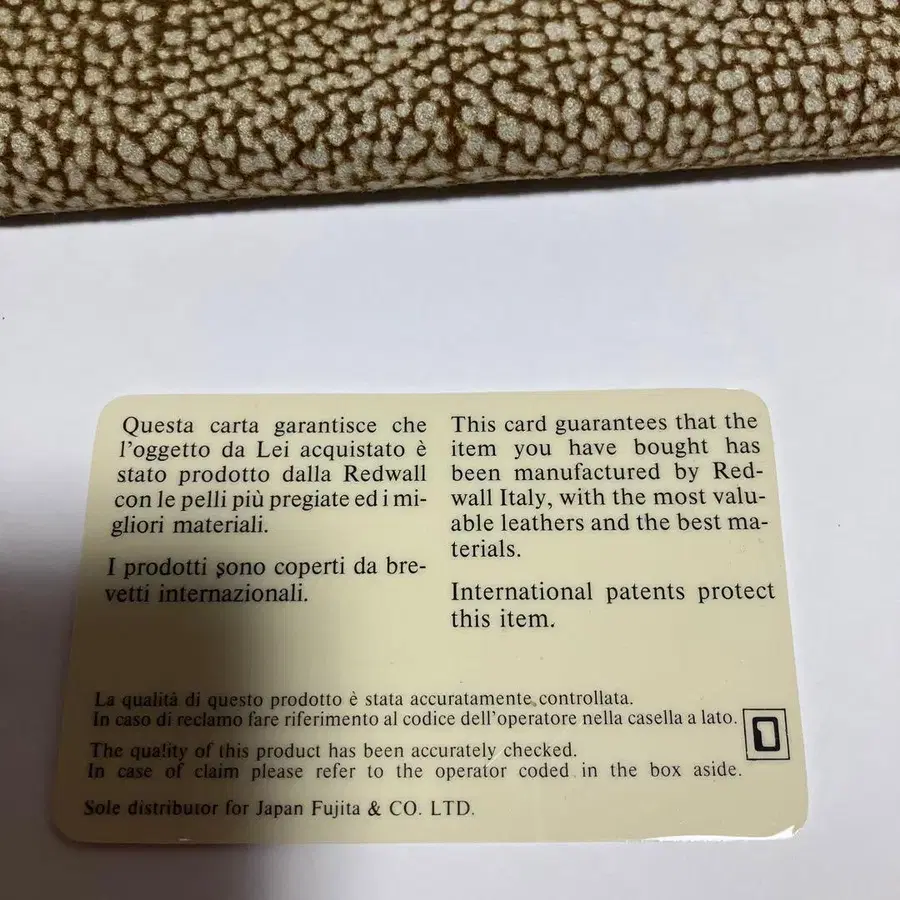 Questa carta garantisce che
l'oggetto da Lei acquistato è
stato prodotto dalla Redwall
con le pelli più pregiate ed i mi-
gliori materiali.
I prodotti sono coperti da bre-
vetti internazionali.
This card guarantees that the
item you have bought has
been manufactured by Red-
wall Italy, with the most valu-
able leathers and the best ma-
terials.
International patents protect
this item.
La qualità di questo prodotto è stata accuratamente controllata.
In caso di reclamo fare riferimento al codice dell'operatore nella casella a lato.
The quality of this product has been accurately checked.
In case of claim please refer to the operator coded in the box aside.
Sole distributor for Japan Fujita & CO. LTD.